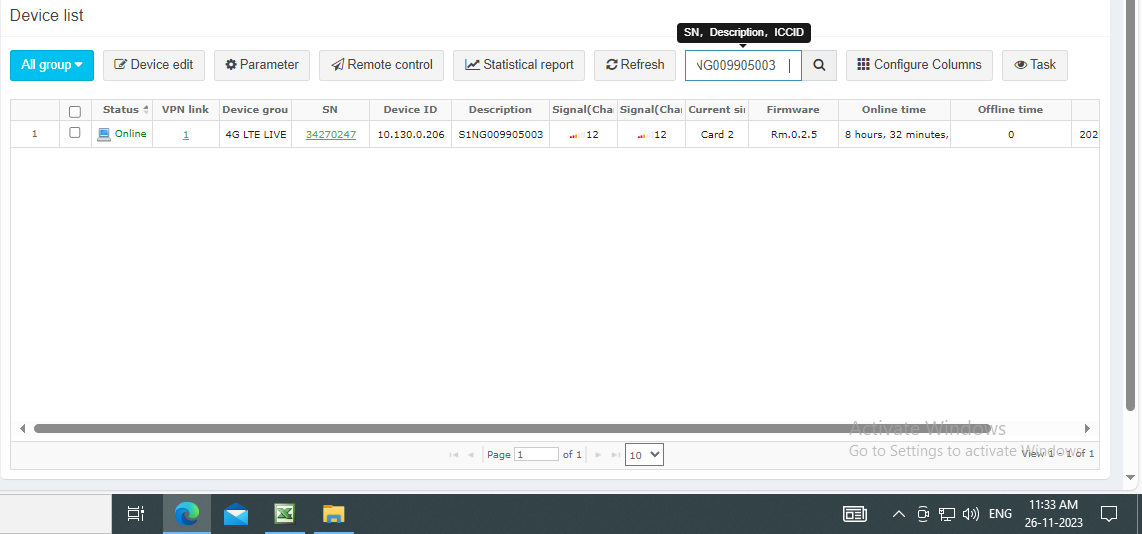 Device list
SN, Description, ICCID
All group Device edit Parameter Remote control Statistical report Refresh NG009905003 Configure Columns Task
Status VPN link Device grou SN Device ID Description Signal(Cha Signal(Cha Current si Firmware Online time Offline time
1 Online 1 4G LTE LIVE 34270247 10.130.0.206 S1NG009905003 12 12 Card 2 Rm.0.2.5 8 hours, 32 minutes, 0 202
Activate Windows
Go to Settings to activate Windows.
Page 1 of 1 10 View 1 - 1 of 1
ENG
11:33 AM
26-11-2023